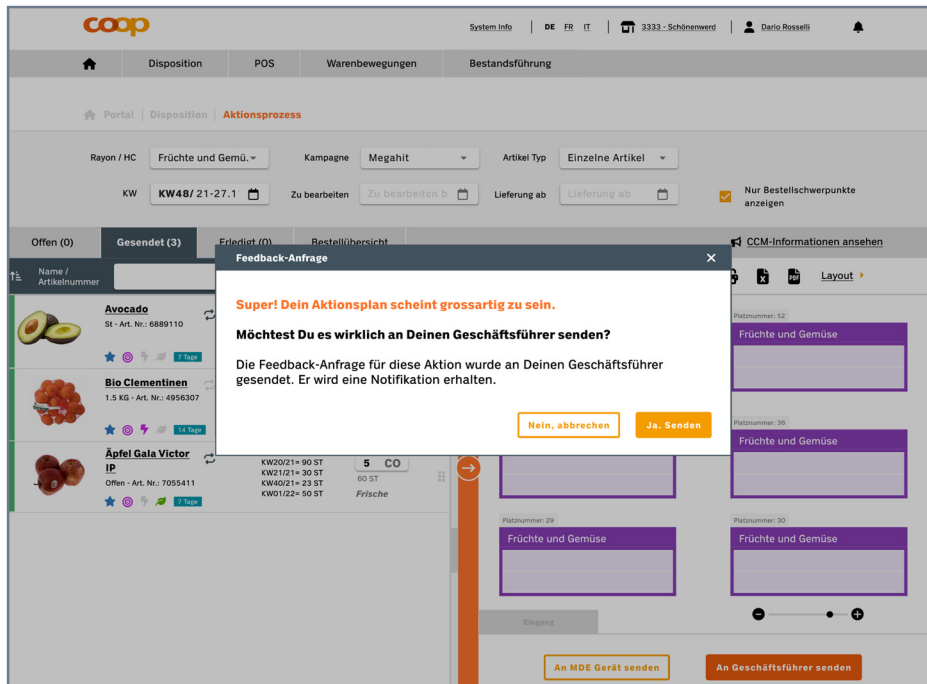 coop
System Info | DE FR IT | 3333 - Schönenwerd | Dario Rosselli
Disposition POS Warenbewegungen Bestandsführung
Portal | Disposition | Aktionsprozess
Rayon / HC Früchte und Gemü. Kampagne Megahit Artikel Typ Einzelne Artikel
KW KW48/ 21-27.1 Zu bearbeiten Zu bearbeiten b Lieferung ab Lieferung ab
Nur Bestellschwerpunkte
anzeigen
Offen (0) Gesendet (3) Erledigt (0) Bestellübersicht CCM-Informationen ansehen
Name /
Artikelnummer
PDF Layout
Feedback-Anfrage
Super! Dein Aktionsplan scheint grossartig zu sein.
Möchtest Du es wirklich an Deinen Geschäftsführer senden?
Die Feedback-Anfrage für diese Aktion wurde an Deinen Geschäftsführer
gesendet. Er wird eine Notifikation erhalten.
Nein, abbrechen Ja. Senden
Avocado
St - Art. Nr.: 6889110
7 Tage
Bio Clementinen
1.5 KG - Art. Nr.: 4956307
14 Tage
Äpfel Gala Victor
IP
Offen - Art. Nr.: 7055411
7 Tage
KW20/21= 90 ST
KW21/21= 30 ST
KW40/21= 23 ST
KW01/22= 50 ST
5 CO
60 ST
Frische
Platznummer: 52
Früchte und Gemüse
Platznummer: 36
Früchte und Gemüse
Platznummer: 29
Früchte und Gemüse
Platznummer: 30
Früchte und Gemüse
Eingang
An MDE Gerät senden An Geschäftsführer senden